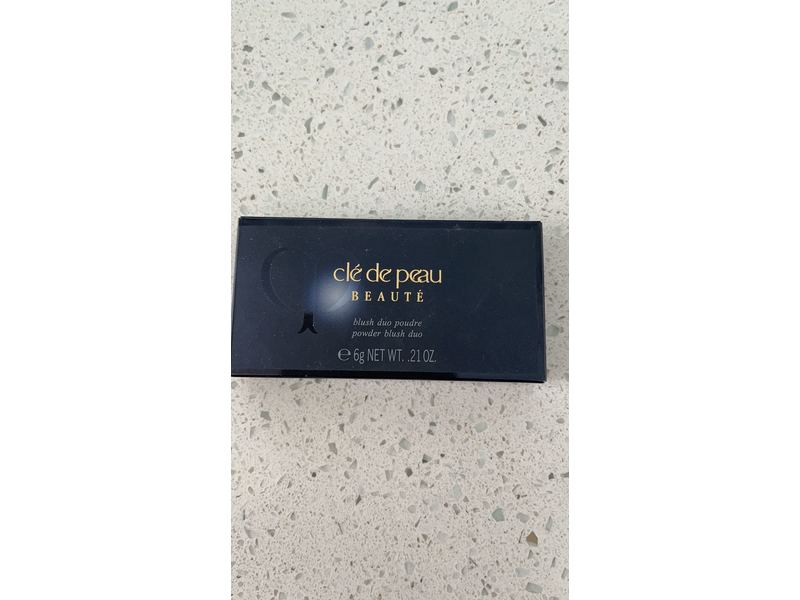 clé de peau
BEAUTÉ
blush duo poudre
powder blush duo
℮ 6g NET WT. .21 OZ.